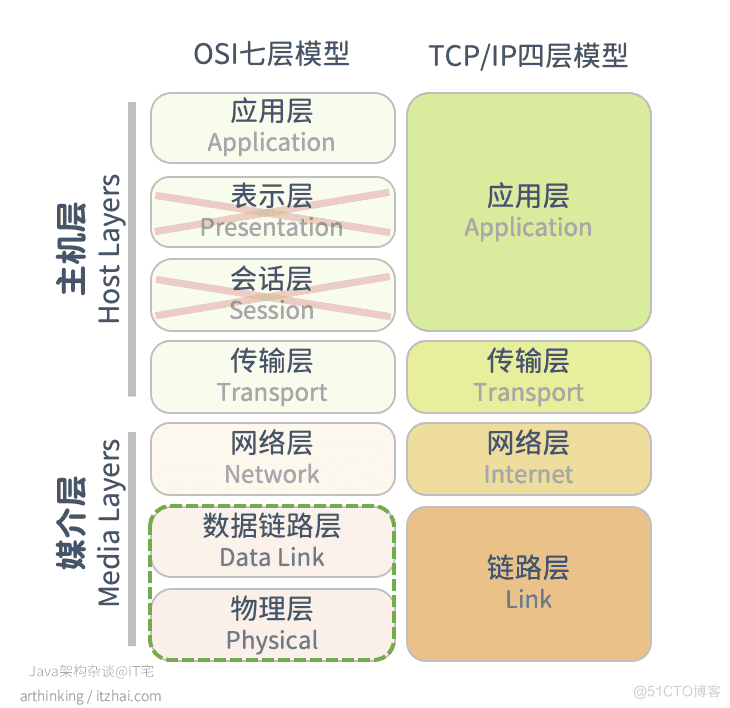 OSI七层模型
TCP/IP四层模型
主机层
Host Layers
应用层
Application
表示层
Presentation
会话层
Session
传输层
Transport
应用层
Application
传输层
Transport
媒介层
Media Layers
网络层
Network
数据链路层
Data Link
物理层
Physical
网络层
Internet
链路层
Link
Java架构杂谈@IT宅
arthinking / itzhai.com
@51CTO博客